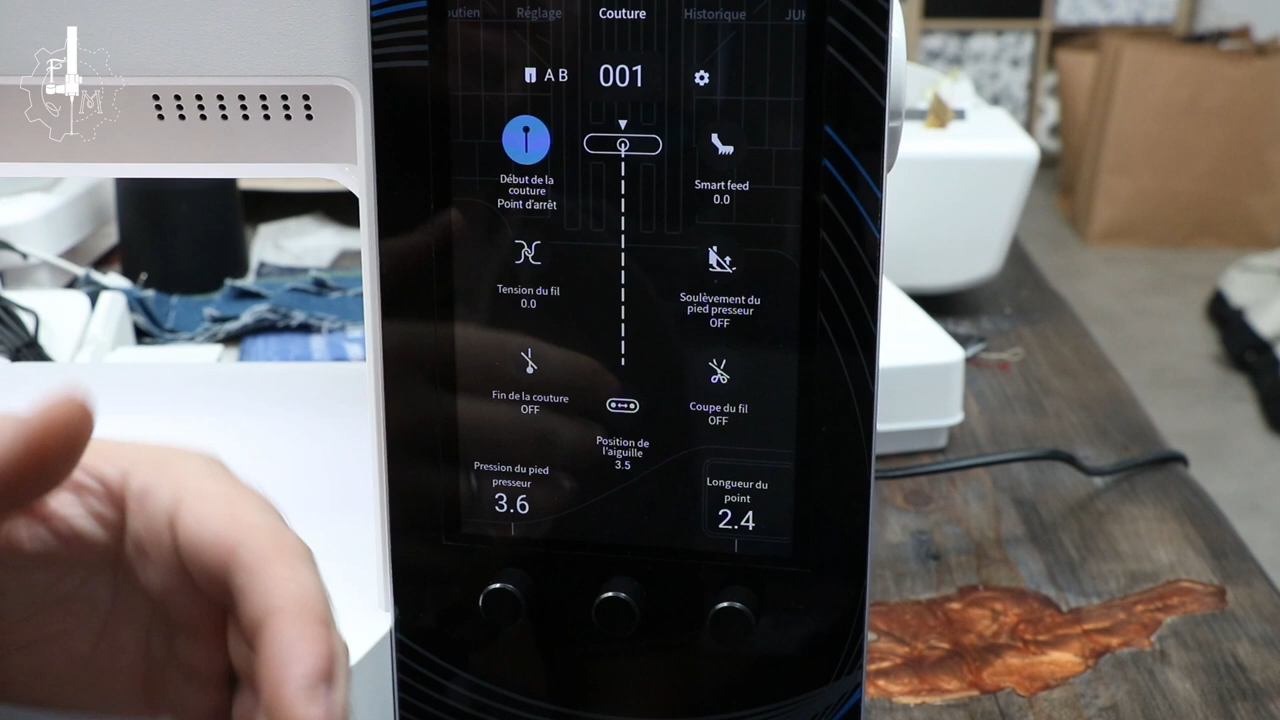 outien Réglage Couture Historique JUK
A B 001
Début de la
couture
Point d'arrêt
Smart feed
0.0
Tension du fil
0.0
Soulèvement du
pied presseur
OFF
Fin de la couture
OFF
Coupe du fil
OFF
Position de
l'aiguille
3.5
Pression du pied
presseur
3.6
Longueur du
point
2.4
M